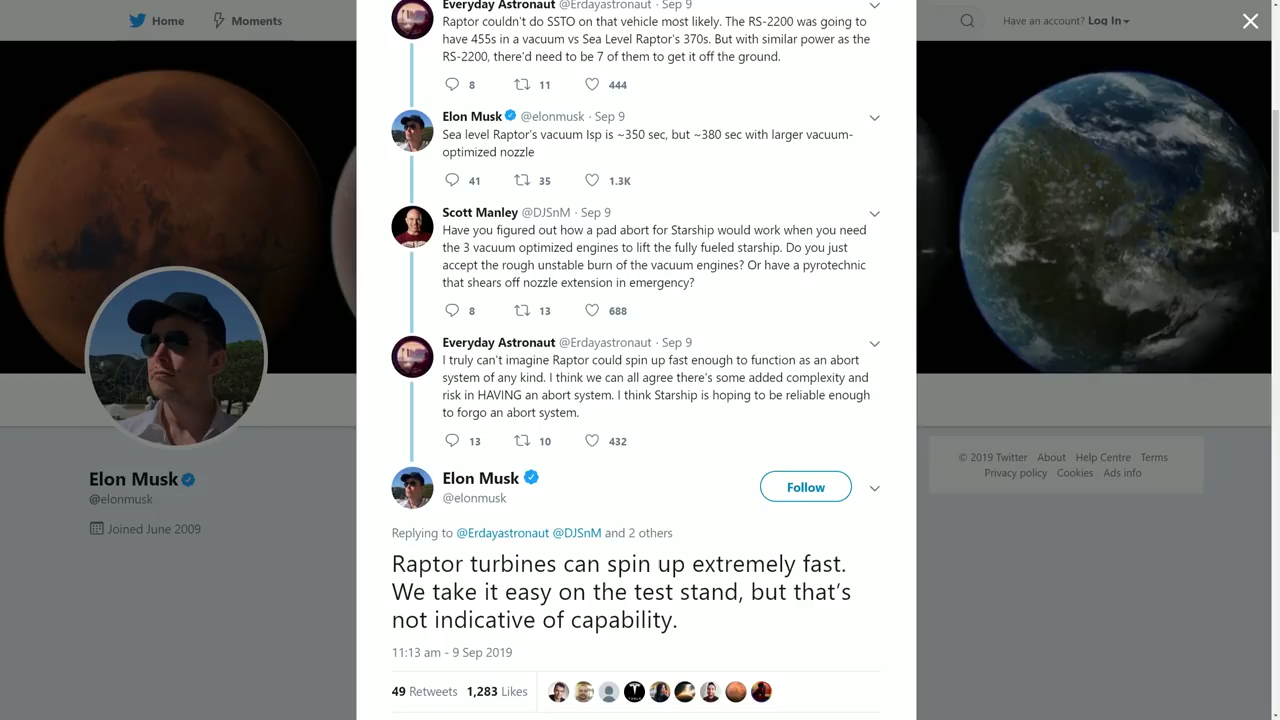 Home
Moments
Have an account? Log In
Everyday Astronaut @Erdayastronaut · Sep 9
Raptor couldn't do SSTO on that vehicle most likely. The RS-2200 was going to
have 455s in a vacuum vs Sea Level Raptor's 370s. But with similar power as the
RS-2200, there'd need to be 7 of them to get it off the ground.
8 11 444
Elon Musk @elonmusk · Sep 9
Sea level Raptor's vacuum Isp is ~350 sec, but ~380 sec with larger vacuum-
optimized nozzle
41 35 1.3K
Scott Manley @DJSnM · Sep 9
Have you figured out how a pad abort for Starship would work when you need
the 3 vacuum optimized engines to lift the fully fueled starship. Do you just
accept the rough unstable burn of the vacuum engines? Or have a pyrotechnic
that shears off nozzle extension in emergency?
8 13 688
Everyday Astronaut @Erdayastronaut · Sep 9
I truly can't imagine Raptor could spin up fast enough to function as an abort
system of any kind. I think we can all agree there's some added complexity and
risk in HAVING an abort system. I think Starship is hoping to be reliable enough
to forgo an abort system.
13 10 432
Elon Musk
@elonmusk
Follow
Replying to @Erdayastronaut @DJSnM and 2 others
Raptor turbines can spin up extremely fast.
We take it easy on the test stand, but that's
not indicative of capability.
11:13 am - 9 Sep 2019
49 Retweets 1,283 Likes
Elon Musk
@elonmusk
Joined June 2009
© 2019 Twitter About Help Centre Terms
Privacy policy Cookies Ads info